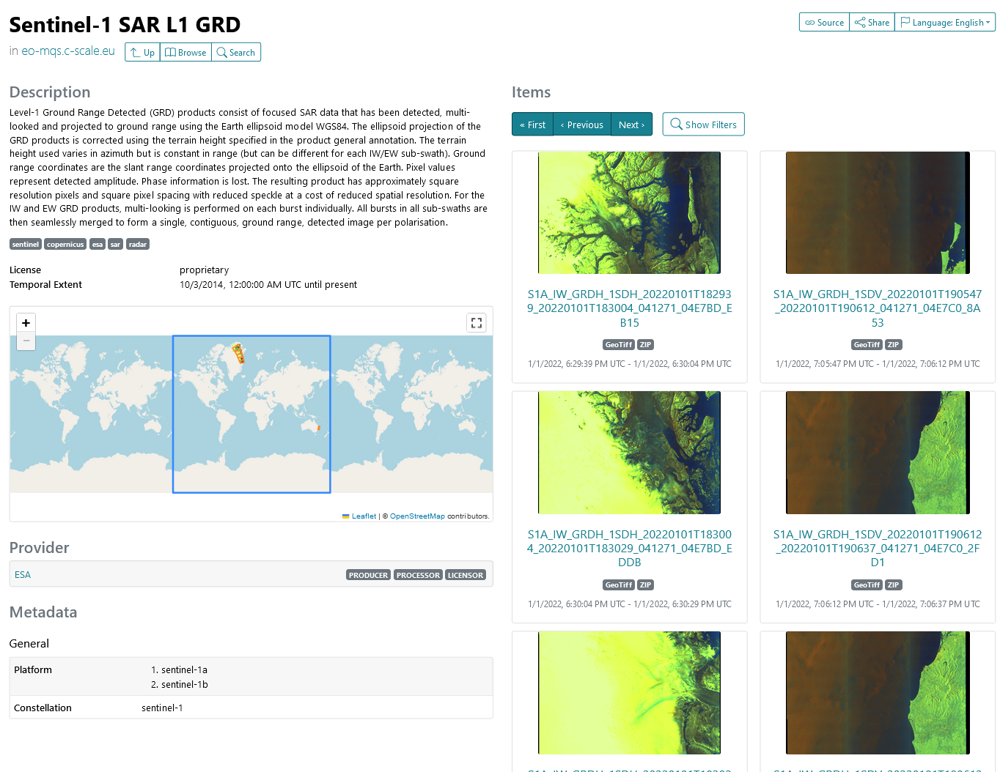 Sentinel-1 SAR L1 GRD
in eo-mqs.c-scale.eu
Up
Browse
Search
Source
Share
Language: English
Description
Level-1 Ground Range Detected (GRD) products consist of focused SAR data that has been detected, multi-
looked and projected to ground range using the Earth ellipsoid model WGS84. The ellipsoid projection of the
GRD products is corrected using the terrain height specified in the product general annotation. The terrain
height used varies in azimuth but is constant in range (but can be different for each IW/EW sub-swath). Ground
range coordinates are the slant range coordinates projected onto the ellipsoid of the Earth. Pixel values
represent detected amplitude. Phase information is lost. The resulting product has approximately square
resolution pixels and square pixel spacing with reduced speckle at a cost of reduced spatial resolution. For the
IW and EW GRD products, multi-looking is performed on each burst individually. All bursts in all sub-swaths are
then seamlessly merged to form a single, contiguous, ground range, detected image per polarisation.
sentinel copernicus esa sar radar
License proprietary
Temporal Extent 10/3/2014, 12:00:00 AM UTC until present
+
−
Leaflet | © OpenStreetMap contributors.
Provider
ESA PRODUCER PROCESSOR LICENSOR
Metadata
General
Platform 1. sentinel-1a
2. sentinel-1b
Constellation sentinel-1
Items
« First
‹ Previous
Next ›
Show Filters
S1A_IW_GRDH_1SDH_20220101T18293
9_20220101T183004_041271_04E7BD_E
B15
GeoTiff ZIP
1/1/2022, 6:29:39 PM UTC - 1/1/2022, 6:30:04 PM UTC
S1A_IW_GRDH_1SDV_20220101T190547
_20220101T190612_041271_04E7C0_8A
53
GeoTiff ZIP
1/1/2022, 7:05:47 PM UTC - 1/1/2022, 7:06:12 PM UTC
S1A_IW_GRDH_1SDH_20220101T18300
4_20220101T183029_041271_04E7BD_E
DDB
GeoTiff ZIP
1/1/2022, 6:30:04 PM UTC - 1/1/2022, 6:30:29 PM UTC
S1A_IW_GRDH_1SDV_20220101T190612
_20220101T190637_041271_04E7C0_2F
D1
GeoTiff ZIP
1/1/2022, 7:06:12 PM UTC - 1/1/2022, 7:06:37 PM UTC